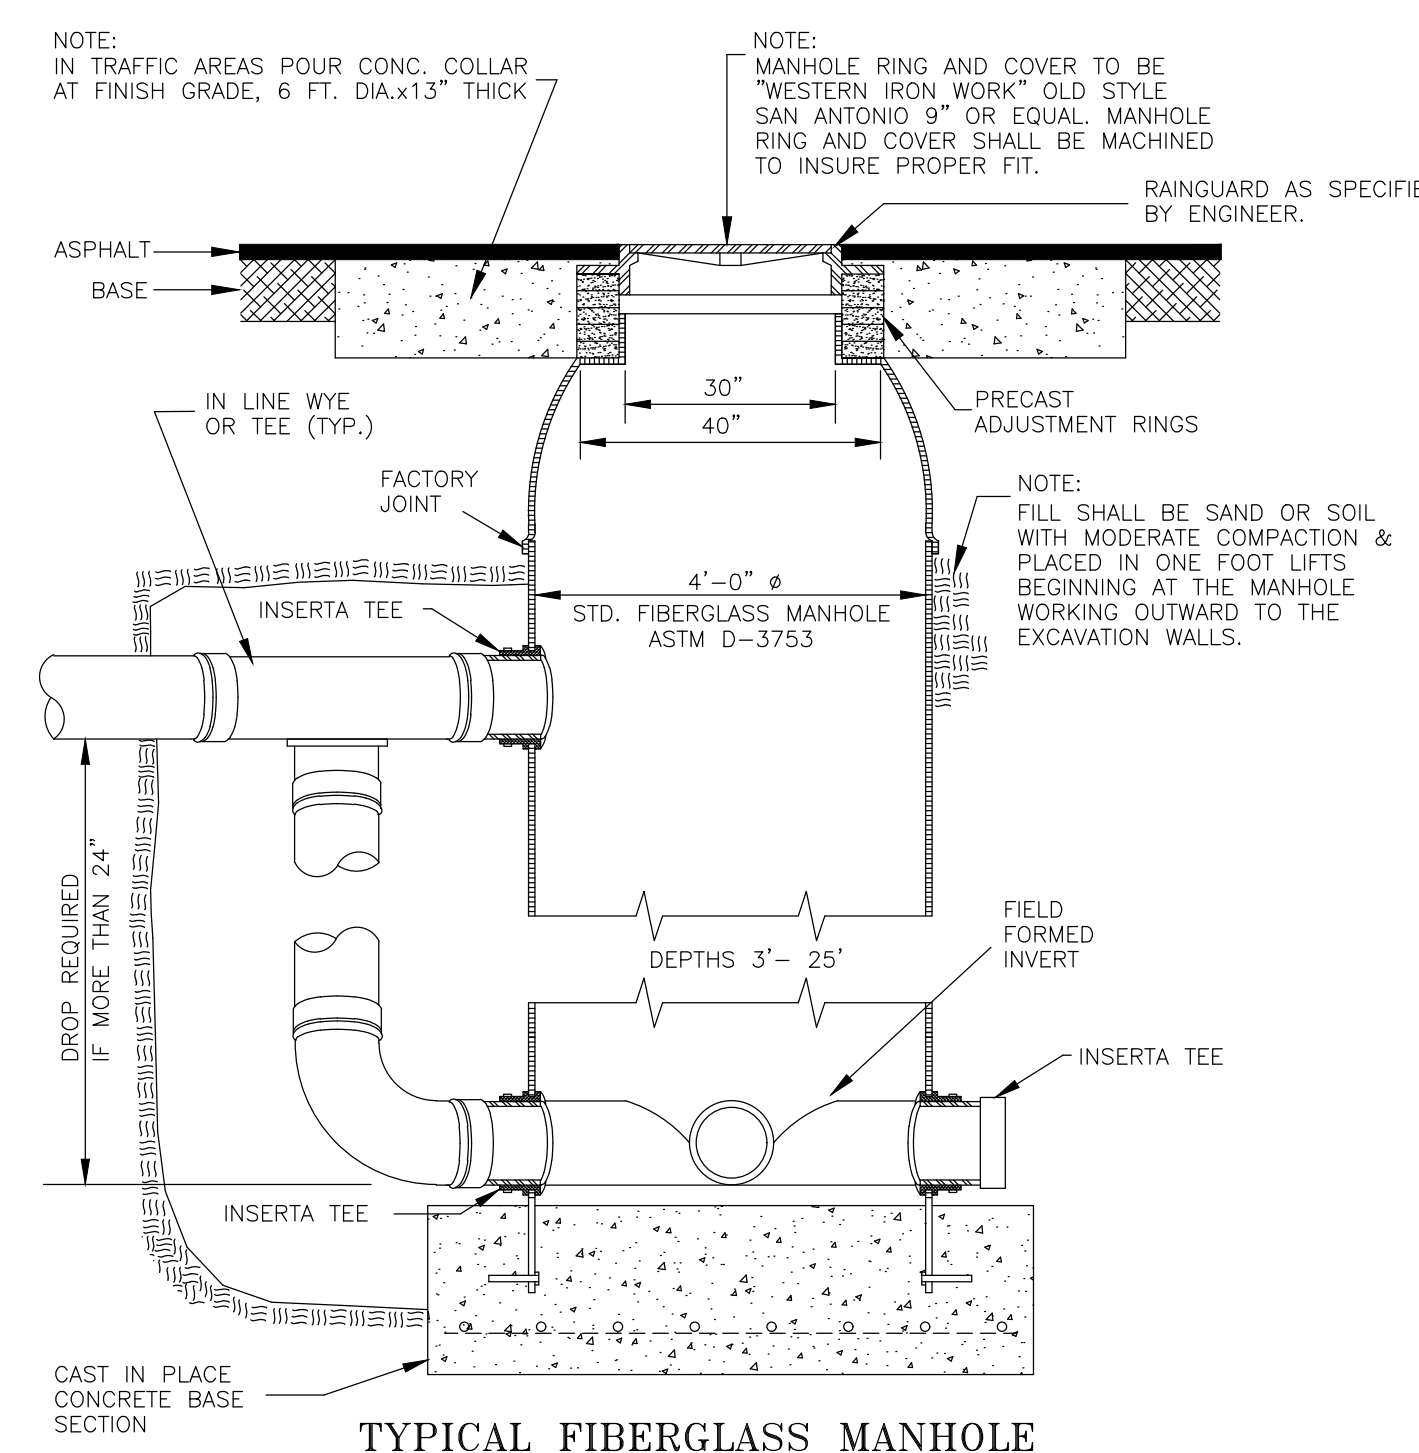 NOTE:
IN TRAFFIC AREAS POUR CONC. COLLAR
AT FINISH GRADE, 6 FT. DIA.x13" THICK
NOTE:
MANHOLE RING AND COVER TO BE
"WESTERN IRON WORK" OLD STYLE
SAN ANTONIO 9" OR EQUAL. MANHOLE
RING AND COVER SHALL BE MACHINED
TO INSURE PROPER FIT.
RAINGUARD AS
BY ENGINEER.
ASPHALT
BASE
IN LINE WYE
OR TEE (TYP.)
30"
40"
PRECAST
ADJUSTMENT RINGS
FACTORY
JOINT
NOTE:
FILL SHALL BE SAND OR SOIL
WITH MODERATE COMPACTION &
PLACED IN ONE FOOT LIFTS
BEGINNING AT THE MANHOLE
WORKING OUTWARD TO THE
EXCAVATION WALLS.
INSERTA TEE
4'-0" ø
STD. FIBERGLASS MANHOLE
ASTM D-3753
DROP REQUIRED
IF MORE THAN 24"
DEPTHS 3'- 25'
FIELD
FORMED
INVERT
INSERTA TEE
INSERTA TEE
CAST IN PLACE
CONCRETE BASE
SECTION
TYPICAL FIBERGLASS MANHOLE